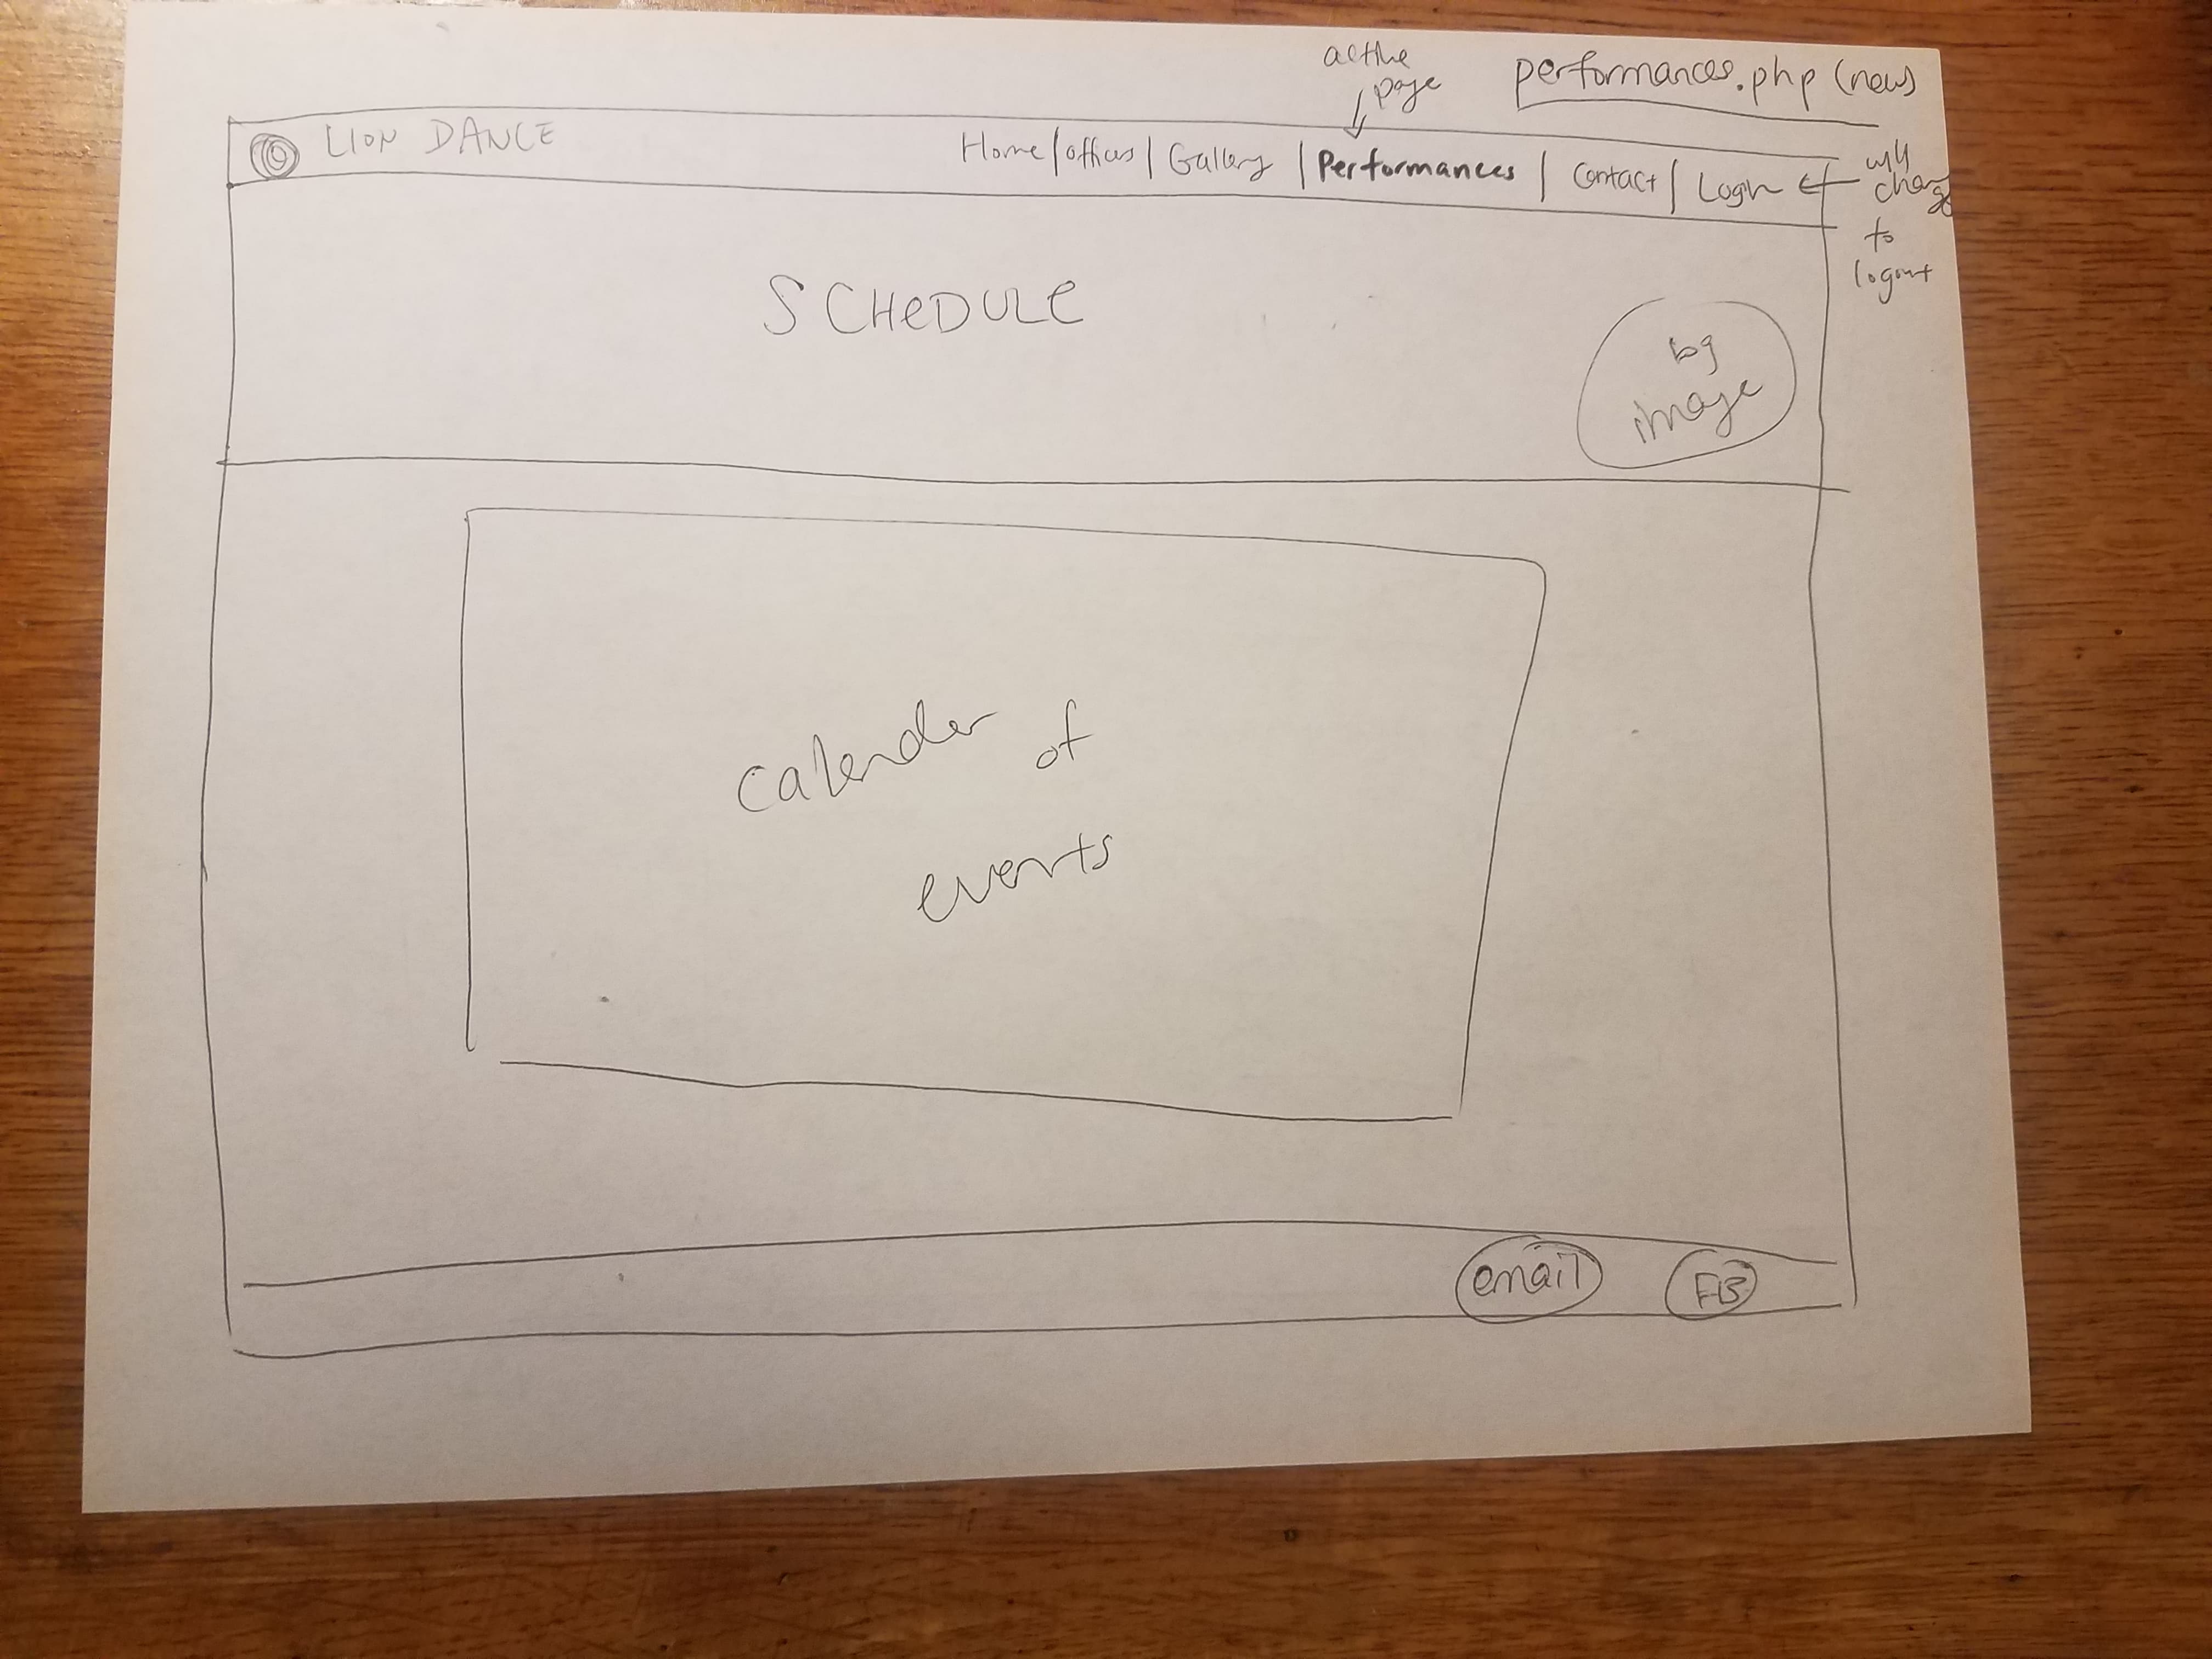 active
page
performances.php (new)
LION DANCE
Home | officers | Gallery | Performances | Contact | Login
will
change
to
logout
SCHEDULE
bg
image
calender of
events
email
FB